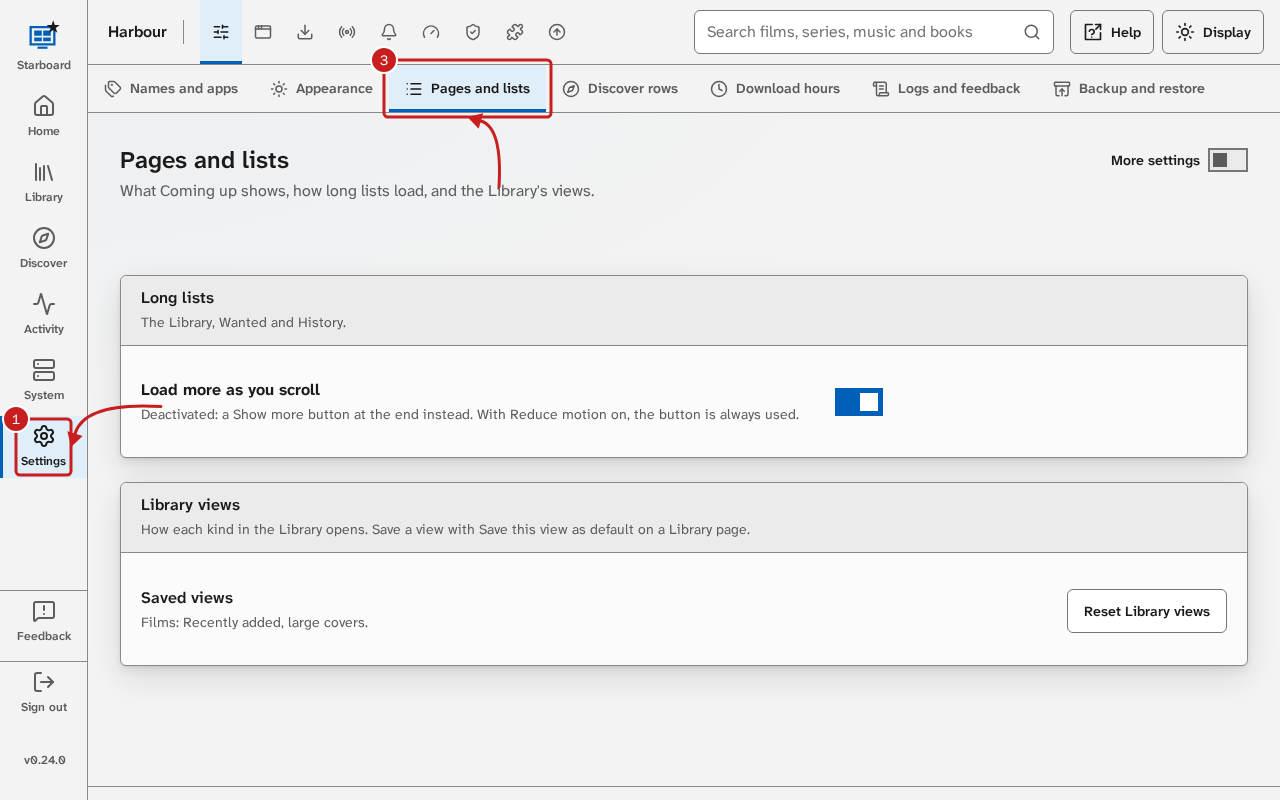 Starboard
Home
Library
Discover
Activity
System
1
Settings
Feedback
Sign out
v0.24.0
Harbour
Search films, series, music and books
Help
Display
3
Names and apps
Appearance
Pages and lists
Discover rows
Download hours
Logs and feedback
Backup and restore
Pages and lists
What Coming up shows, how long lists load, and the Library's views.
More settings
Long lists
The Library, Wanted and History.
Load more as you scroll
Deactivated: a Show more button at the end instead. With Reduce motion on, the button is always used.
Library views
How each kind in the Library opens. Save a view with Save this view as default on a Library page.
Saved views
Films: Recently added, large covers.
Reset Library views